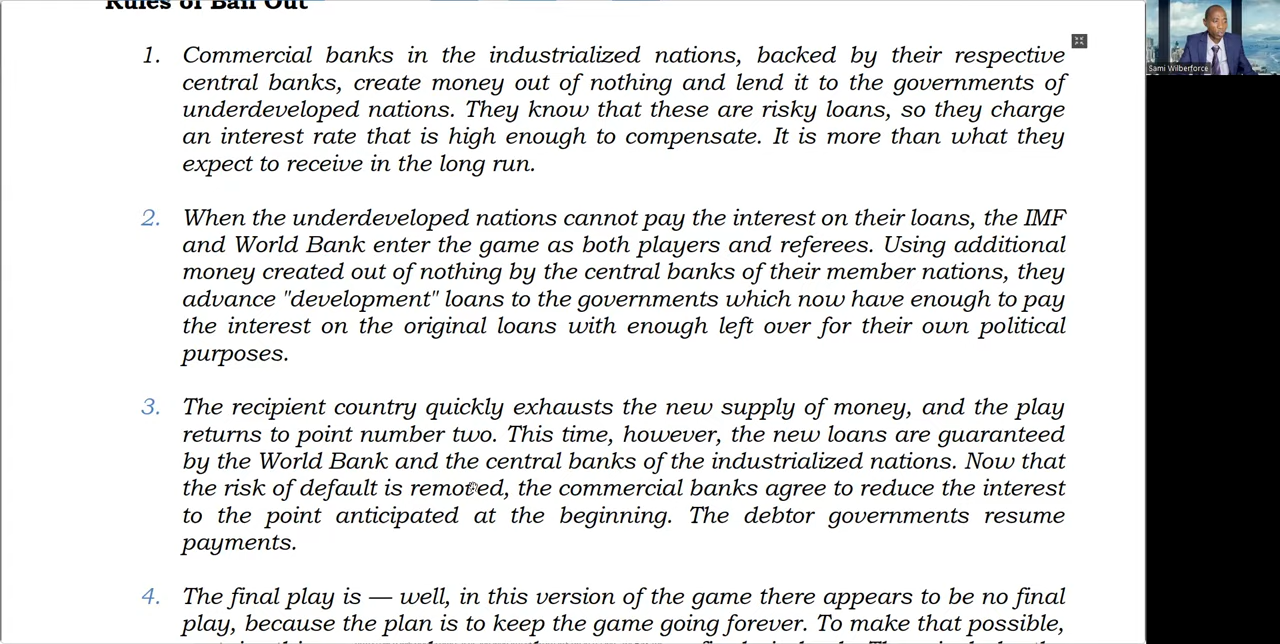 Rules of Bail Out
1. Commercial banks in the industrialized nations, backed by their respective
central banks, create money out of nothing and lend it to the governments of
underdeveloped nations. They know that these are risky loans, so they charge
an interest rate that is high enough to compensate. It is more than what they
expect to receive in the long run.
2. When the underdeveloped nations cannot pay the interest on their loans, the IMF
and World Bank enter the game as both players and referees. Using additional
money created out of nothing by the central banks of their member nations, they
advance "development" loans to the governments which now have enough to pay
the interest on the original loans with enough left over for their own political
purposes.
3. The recipient country quickly exhausts the new supply of money, and the play
returns to point number two. This time, however, the new loans are guaranteed
by the World Bank and the central banks of the industrialized nations. Now that
the risk of default is removed, the commercial banks agree to reduce the interest
to the point anticipated at the beginning. The debtor governments resume
payments.
4. The final play is — well, in this version of the game there appears to be no final
play, because the plan is to keep the game going forever. To make that possible,
Sami Wilberforce